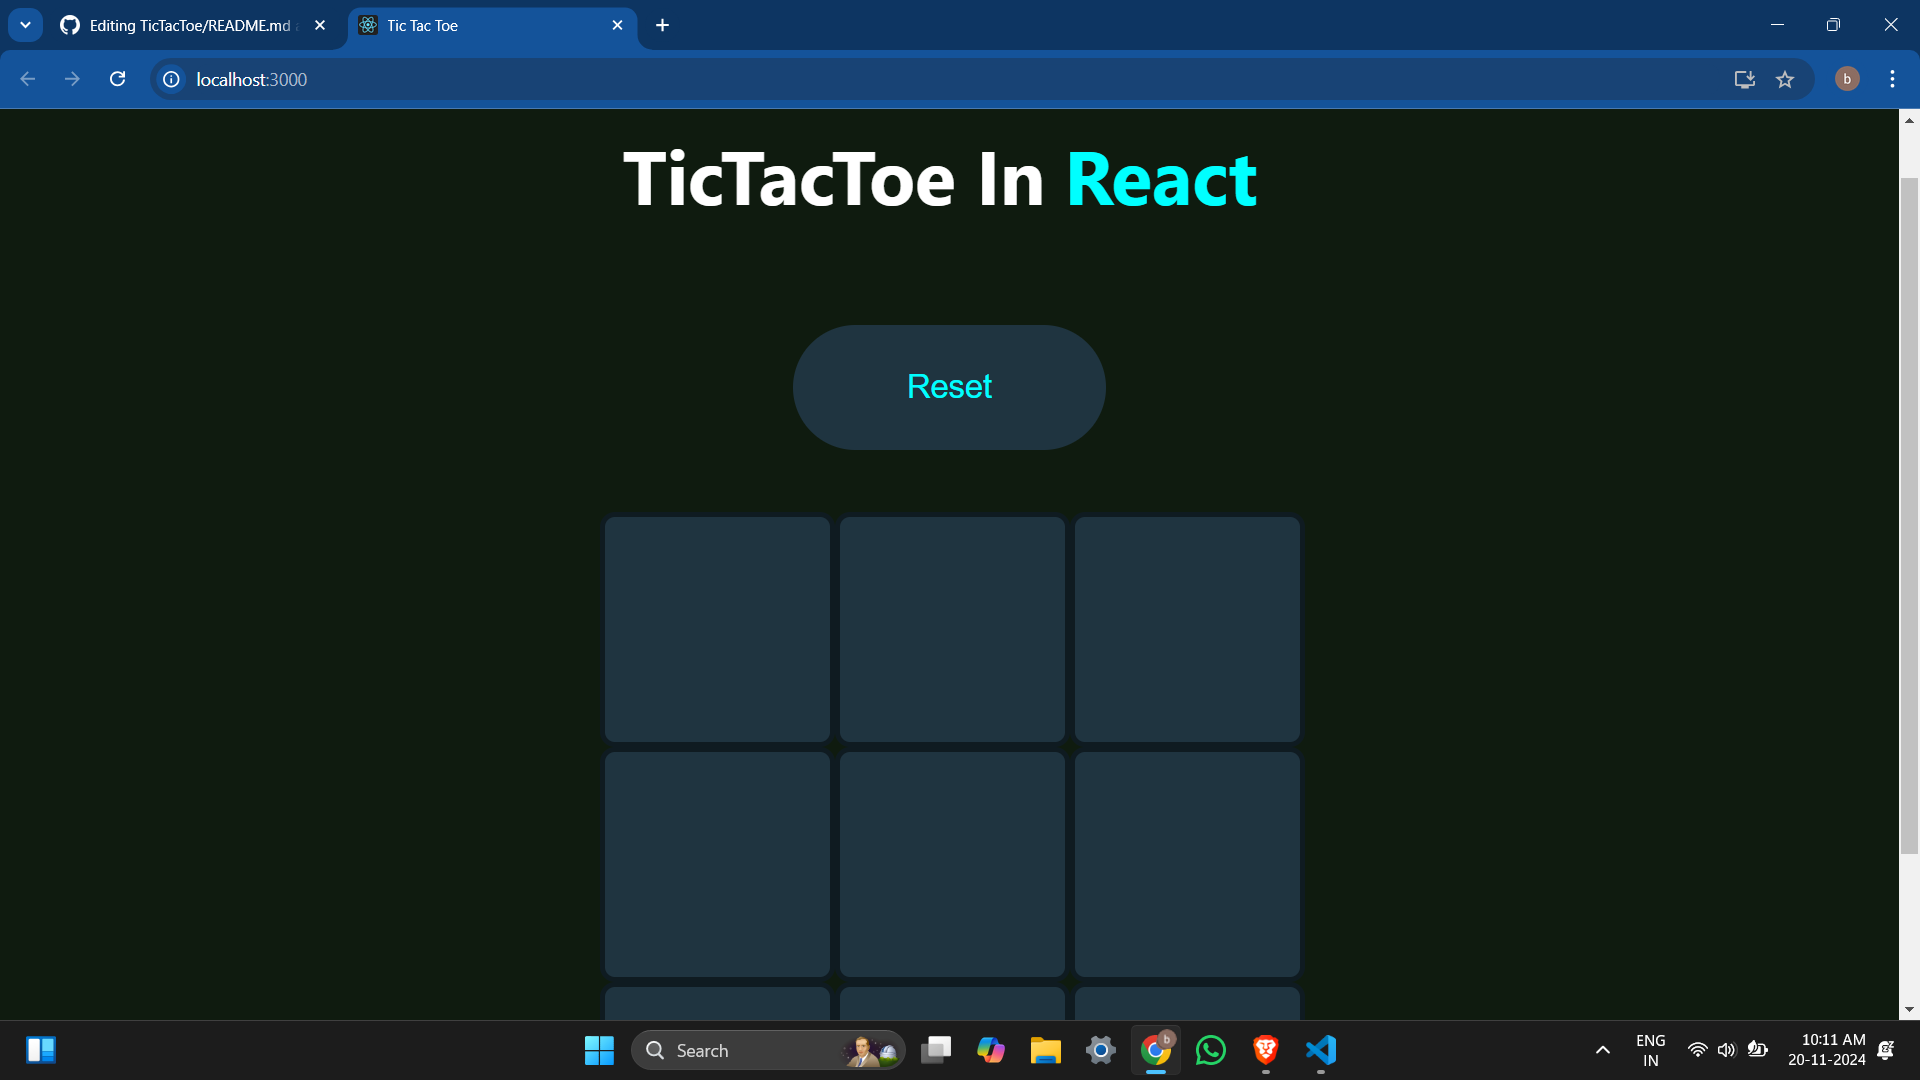 Editing TicTacToe/README.md
Tic Tac Toe
localhost:3000
b
TicTacToe In React
Reset
Search
b
ENG
IN
10:11 AM
20-11-2024